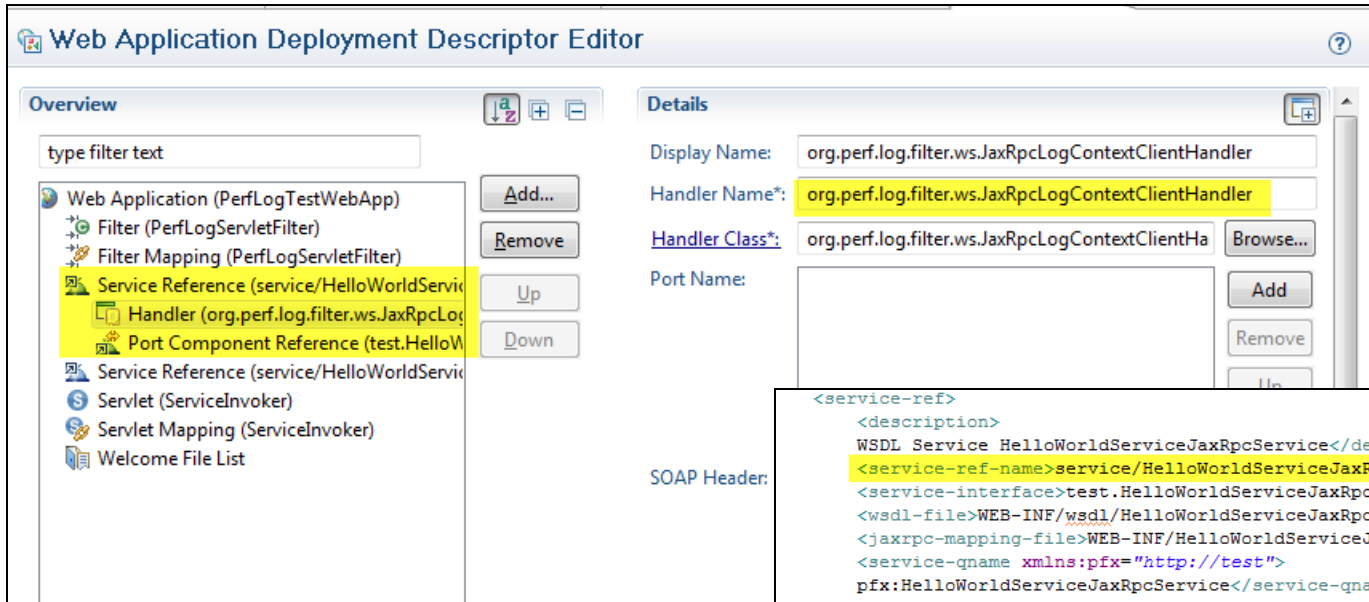 Web Application Deployment Descriptor Editor
Overview
type filter text
Web Application (PerfLogTestWebApp)
Filter (PerfLogServletFilter)
Filter Mapping (PerfLogServletFilter)
Service Reference (service/HelloWorldServic
Handler (org.perf.log.filter.ws.JaxRpcLog
Port Component Reference (test.HelloW
Service Reference (service/HelloWorldServic
Servlet (ServiceInvoker)
Servlet Mapping (ServiceInvoker)
Welcome File List
Add...
Remove
Up
Down
Details
Display Name: org.perf.log.filter.ws.JaxRpcLogContextClientHandler
Handler Name*: org.perf.log.filter.ws.JaxRpcLogContextClientHandler
Handler Class*: org.perf.log.filter.ws.JaxRpcLogContextClientHa Browse...
Port Name:
Add
Remove
Up
SOAP Header:
<service-ref>
<description>
WSDL Service HelloWorldServiceJaxRpcService</de
<service-ref-name>service/HelloWorldServiceJaxR
<service-interface>test.HelloWorldServiceJaxRpc
<wsdl-file>WEB-INF/wsdl/HelloWorldServiceJaxRpc
<jaxrpc-mapping-file>WEB-INF/HelloWorldServiceJ
<service-qname xmlns:pfx="http://test">
pfx:HelloWorldServiceJaxRpcService</service-qna